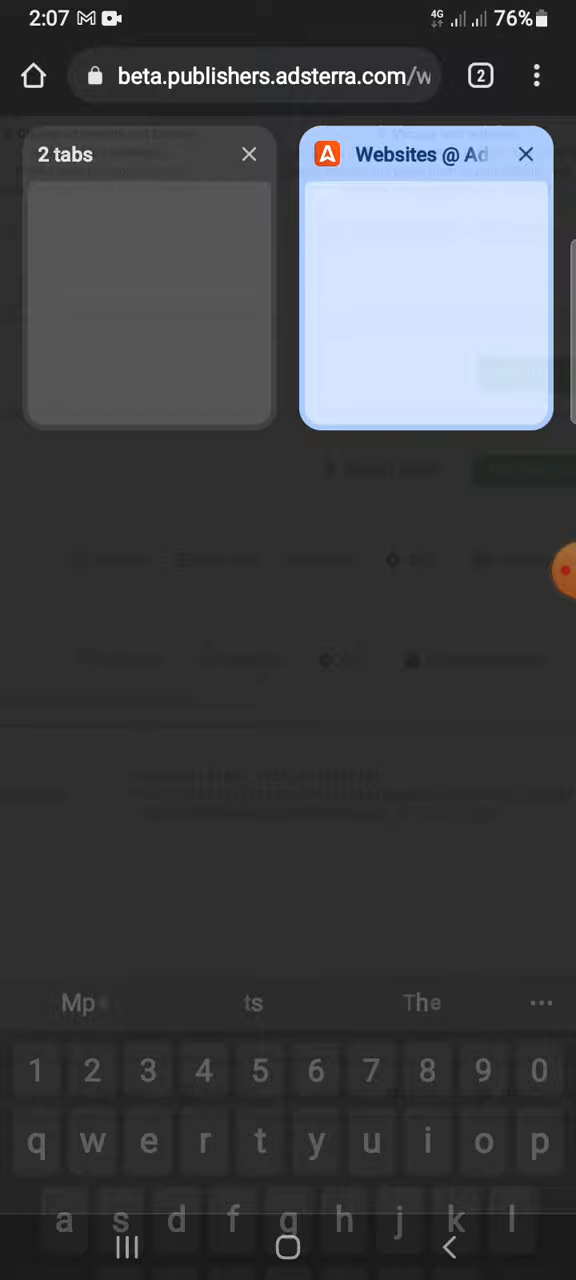 2:07 4G 76%
beta.publishers.adsterra.com/w 2
2 tabs Websites @ Ad
Mp ts The
1 2 3 4 5 6 7 8 9 0
q w e r t y u i o p
a s d f g h j k l